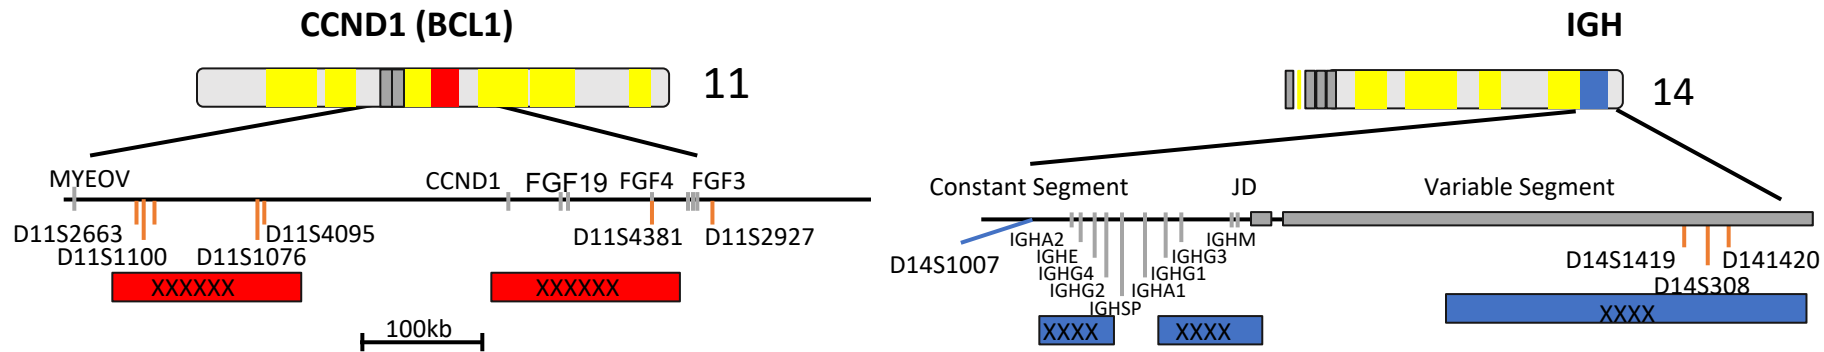 CCND1 (BCL1)
11
MYEOV
CCND1
FGF19
FGF4
FGF3
D11S2663
D11S4095
D11S4381
D11S2927
D11S1100
D11S1076
XXXXXX
XXXXXX
100kb
IGH
14
Constant Segment
JD
Variable Segment
D14S1007
IGHA2
IGHM
IGHE
IGHG3
IGHG4
IGHG1
IGHG2
IGHA1
IGHSP
D14S1419
D141420
D14S308
XXXX
XXXX
XXXX